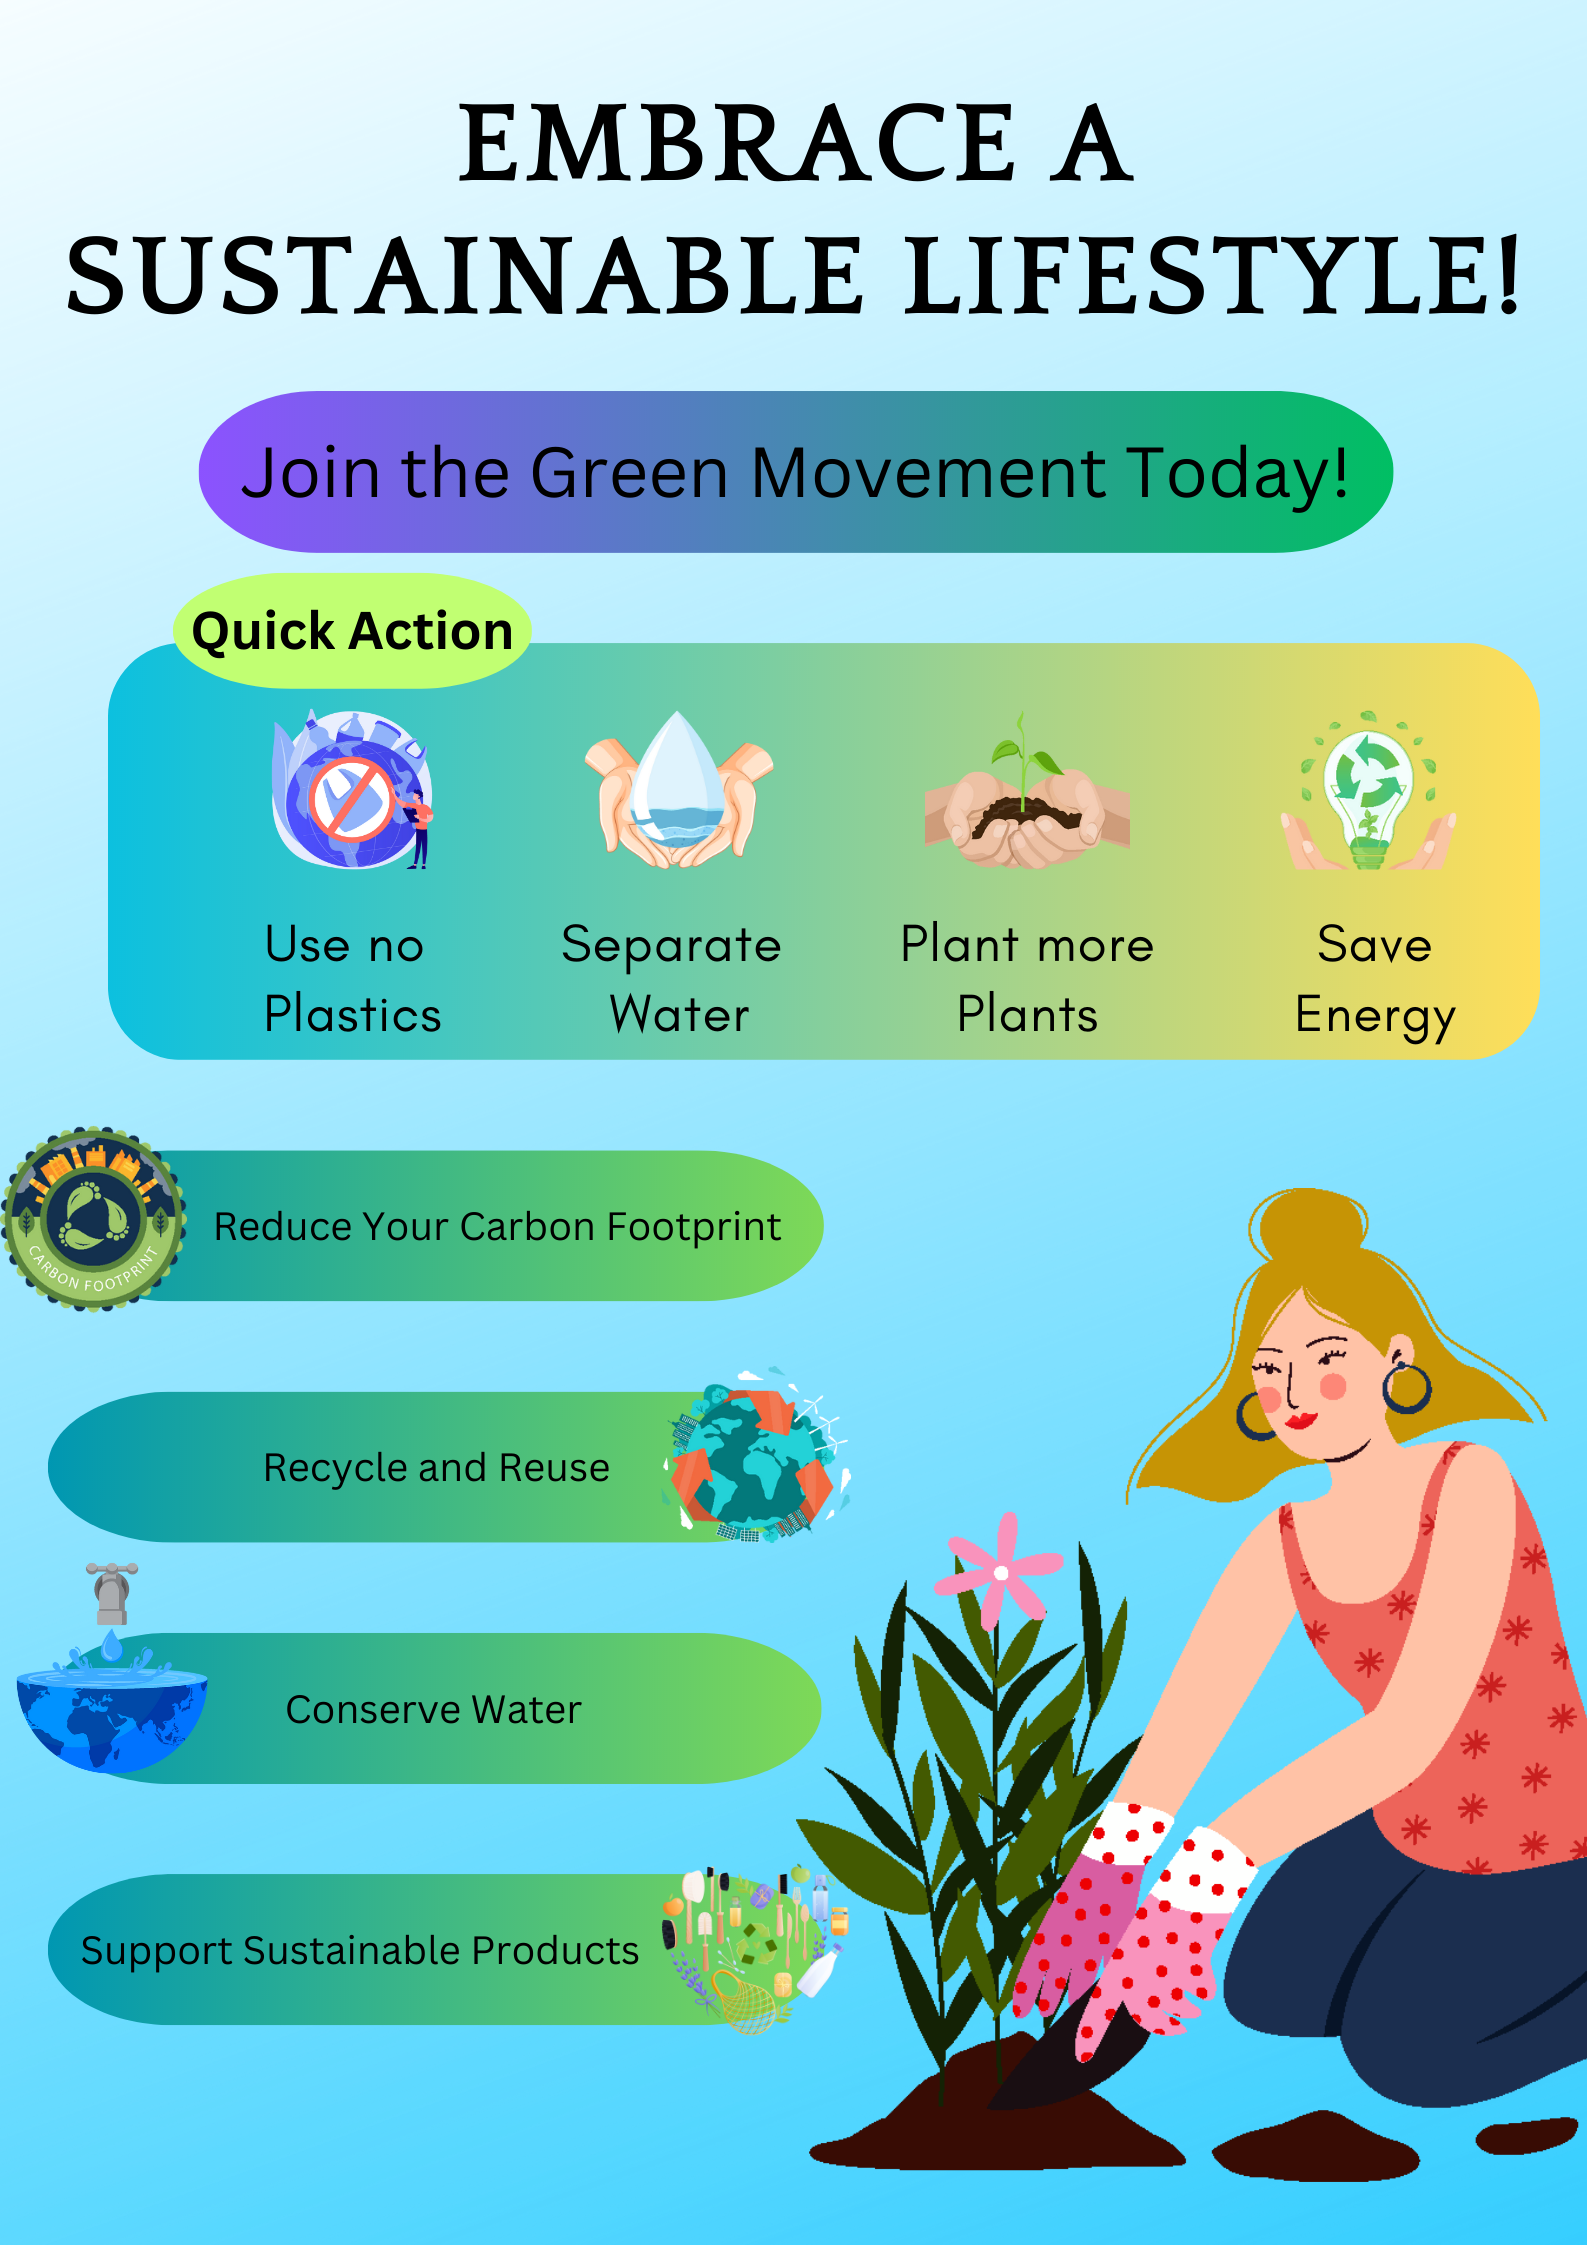 EMBRACE A
SUSTAINABLE LIFESTYLE!
Join the Green Movement Today!
Quick Action
Use no
Plastics
Separate
Water
Plant more
Plants
Save
Energy
CARBON FOOTPRINT
Reduce Your Carbon Footprint
Recycle and Reuse
Conserve Water
Support Sustainable Products